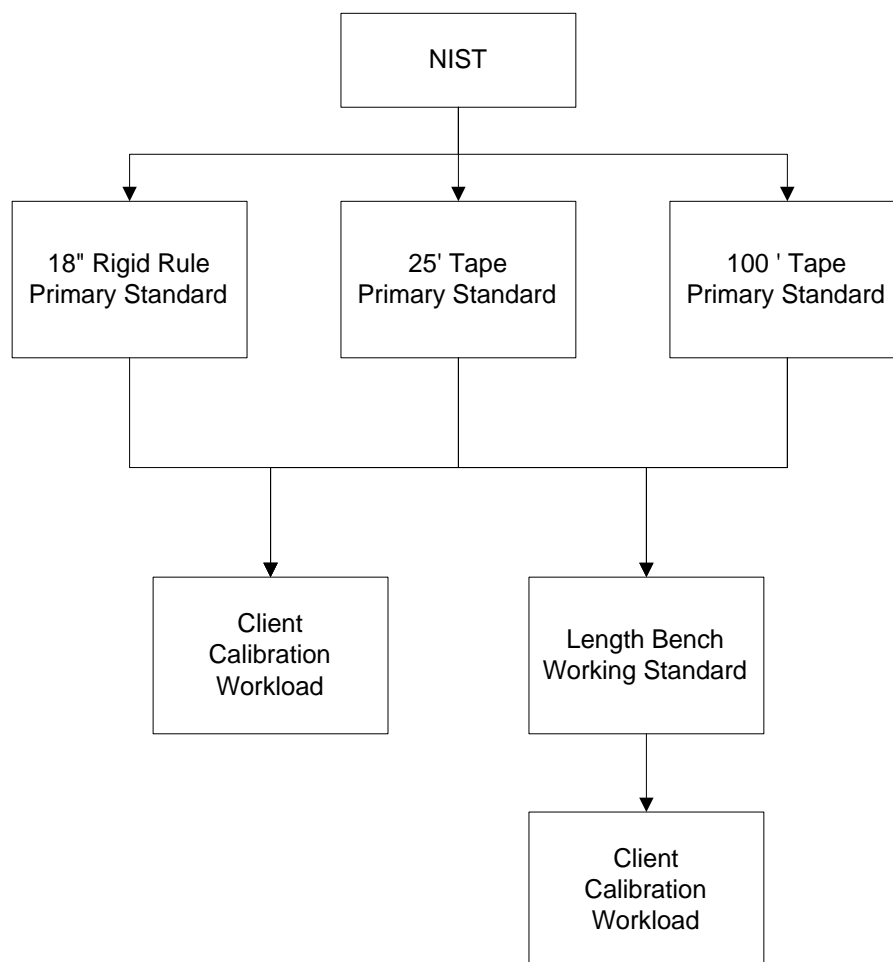 NIST
18" Rigid Rule
Primary Standard
25' Tape
Primary Standard
100 ' Tape
Primary Standard
Client
Calibration
Workload
Length Bench
Working Standard
Client
Calibration
Workload